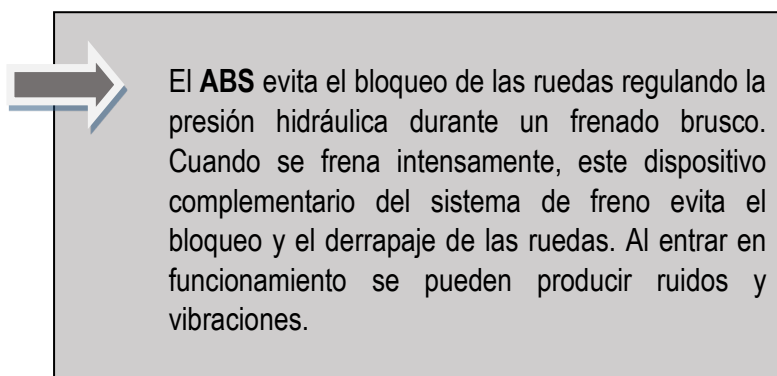 El ABS evita el bloqueo de las ruedas regulando la
presión hidráulica durante un frenado brusco.
Cuando se frena intensamente, este dispositivo
complementario del sistema de freno evita el
bloqueo y el derrapaje de las ruedas. Al entrar en
funcionamiento se pueden producir ruidos y
vibraciones.